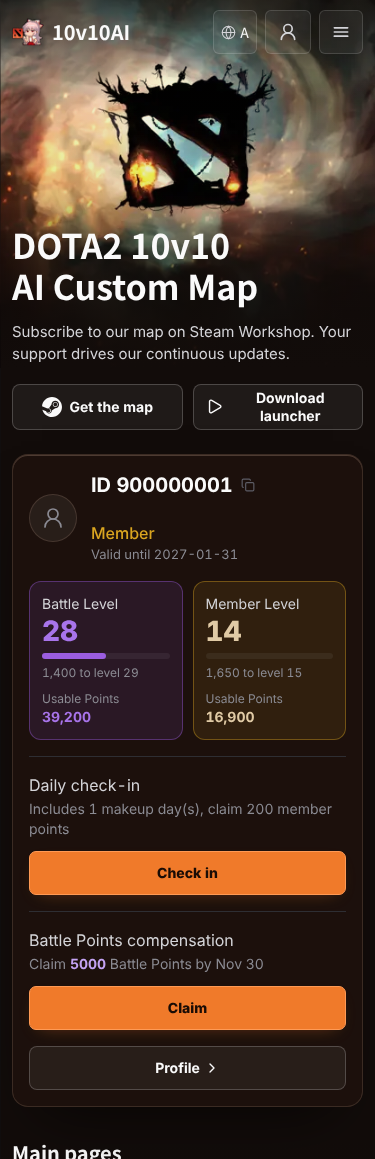 10v10AI
A
DOTA2 10v10
AI Custom Map
Subscribe to our map on Steam Workshop. Your
support drives our continuous updates.
Get the map
Download
launcher
ID 900000001
Member
Valid until 2027-01-31
Battle Level
28
1,400 to level 29
Usable Points
39,200
Member Level
14
1,650 to level 15
Usable Points
16,900
Daily check-in
Includes 1 makeup day(s), claim 200 member
points
Check in
Battle Points compensation
Claim 5000 Battle Points by Nov 30
Claim
Profile
Main pages